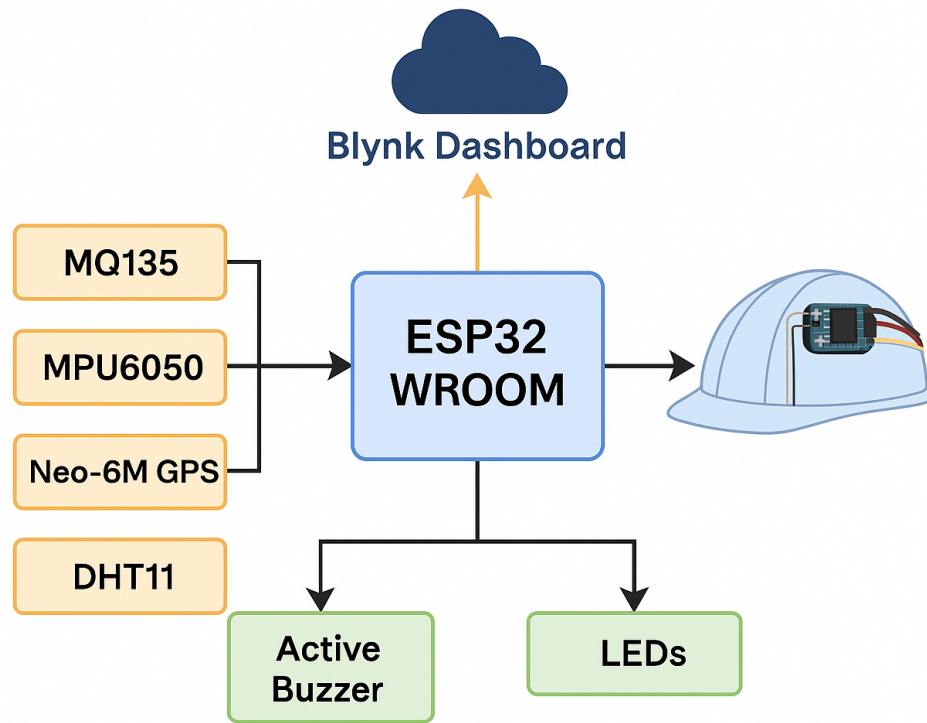 Blynk Dashboard
MQ135
MPU6050
Neo-6M GPS
DHT11
ESP32
WROOM
Active
Buzzer
LEDs